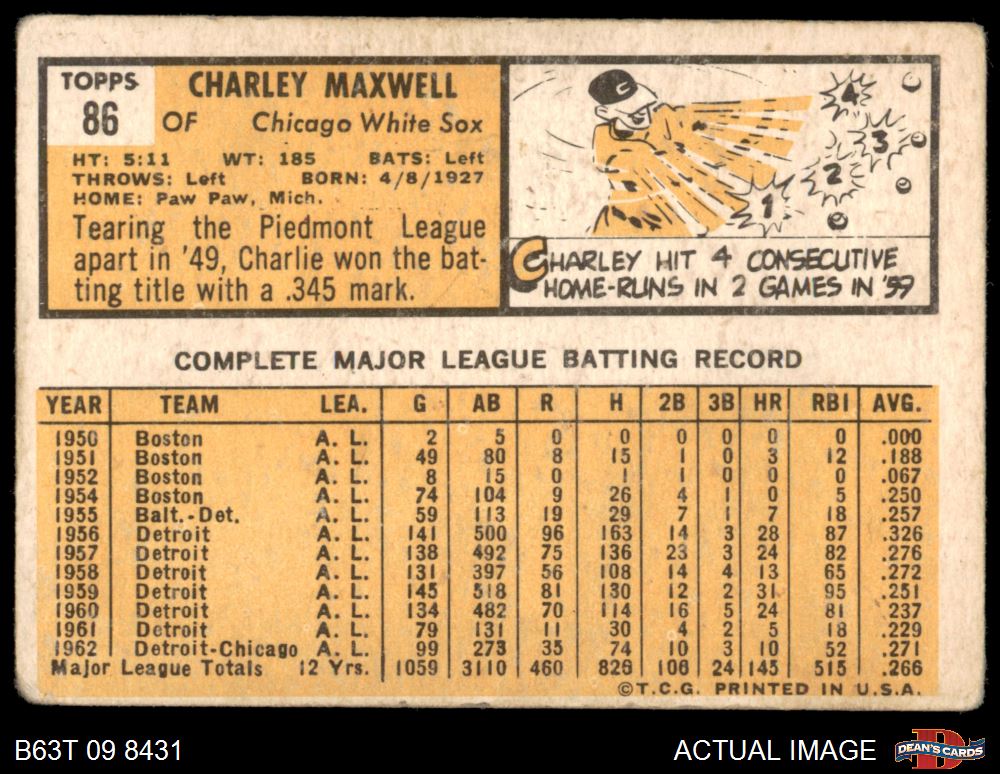 TOPPS
86
CHARLEY MAXWELL
OF Chicago White Sox
HT: 5:11 WT: 185 BATS: Left
THROWS: Left BORN: 4/8/1927
HOME: Paw Paw, Mich.
Tearing the Piedmont League
apart in '49, Charlie won the bat-
ting title with a .345 mark.
C
4
3
2
1
CHARLEY HIT 4 CONSECUTIVE
HOME-RUNS IN 2 GAMES IN '59
COMPLETE MAJOR LEAGUE BATTING RECORD
YEAR TEAM LEA. G AB R H 2B 3B HR RBI AVG.
1950 Boston A. L. 2 5 0 0 0 0 0 0 .000
1951 Boston A. L. 49 80 8 15 1 0 3 12 .188
1952 Boston A. L. 8 15 0 1 1 0 0 0 .067
1954 Boston A. L. 74 104 9 26 4 1 0 5 .250
1955 Balt.-Det. A. L. 59 113 19 29 7 1 7 18 .257
1956 Detroit A. L. 141 500 96 163 14 3 28 87 .326
1957 Detroit A. L. 138 492 75 136 23 3 24 82 .276
1958 Detroit A. L. 131 397 56 108 14 4 13 65 .272
1959 Detroit A. L. 145 518 81 130 12 2 31 95 .251
1960 Detroit A. L. 134 482 70 114 16 5 24 81 .237
1961 Detroit A. L. 79 131 11 30 4 2 5 18 .229
1962 Detroit-Chicago A. L. 99 273 35 74 10 3 10 52 .271
Major League Totals 12 Yrs. 1059 3110 460 826 106 24 145 515 .266
©T.C.G. PRINTED IN U.S.A.
B63T 09 8431
ACTUAL IMAGE
D
DEAN'S CARDS